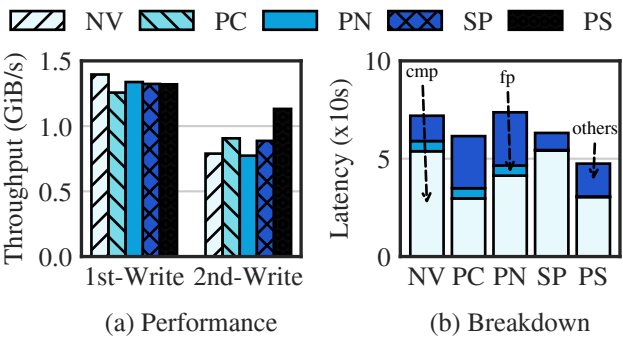 NV PC PN SP PS
Throughput (GiB/s)
1.5
1.0
0.5
0.0
1st-Write 2nd-Write
(a) Performance
Latency (x10s)
10
5
0
cmp
fp
others
NV PC PN SP PS
(b) Breakdown